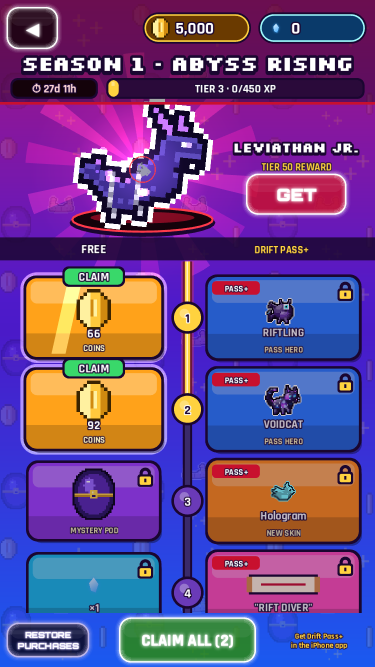 5,000
0
SEASON 1 - ABYSS RISING
27d 11h
TIER 3 · 0/450 XP
LEVIATHAN JR.
TIER 50 REWARD
GET
FREE
DRIFT PASS+
CLAIM
66
COINS
1
PASS+
RIFTLING
PASS HERO
CLAIM
92
COINS
2
PASS+
VOIDCAT
PASS HERO
MYSTERY POD
3
PASS+
Hologram
NEW SKIN
×1
4
PASS+
"RIFT DIVER"
RESTORE
PURCHASES
CLAIM ALL (2)
Get Drift Pass+
in the iPhone app